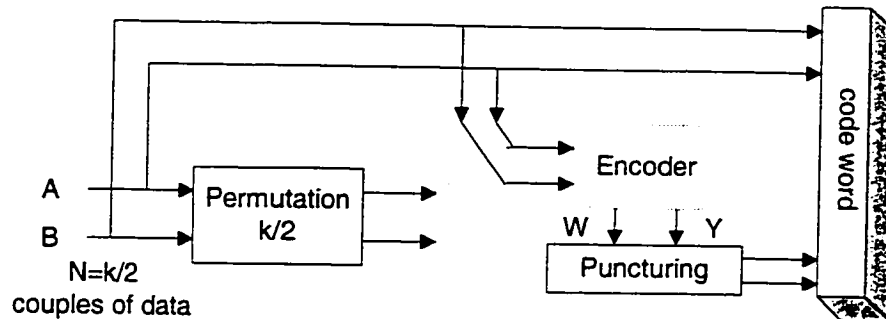 A
B
N=k/2
couples of data
Permutation
k/2
Encoder
W
Y
Puncturing
code word